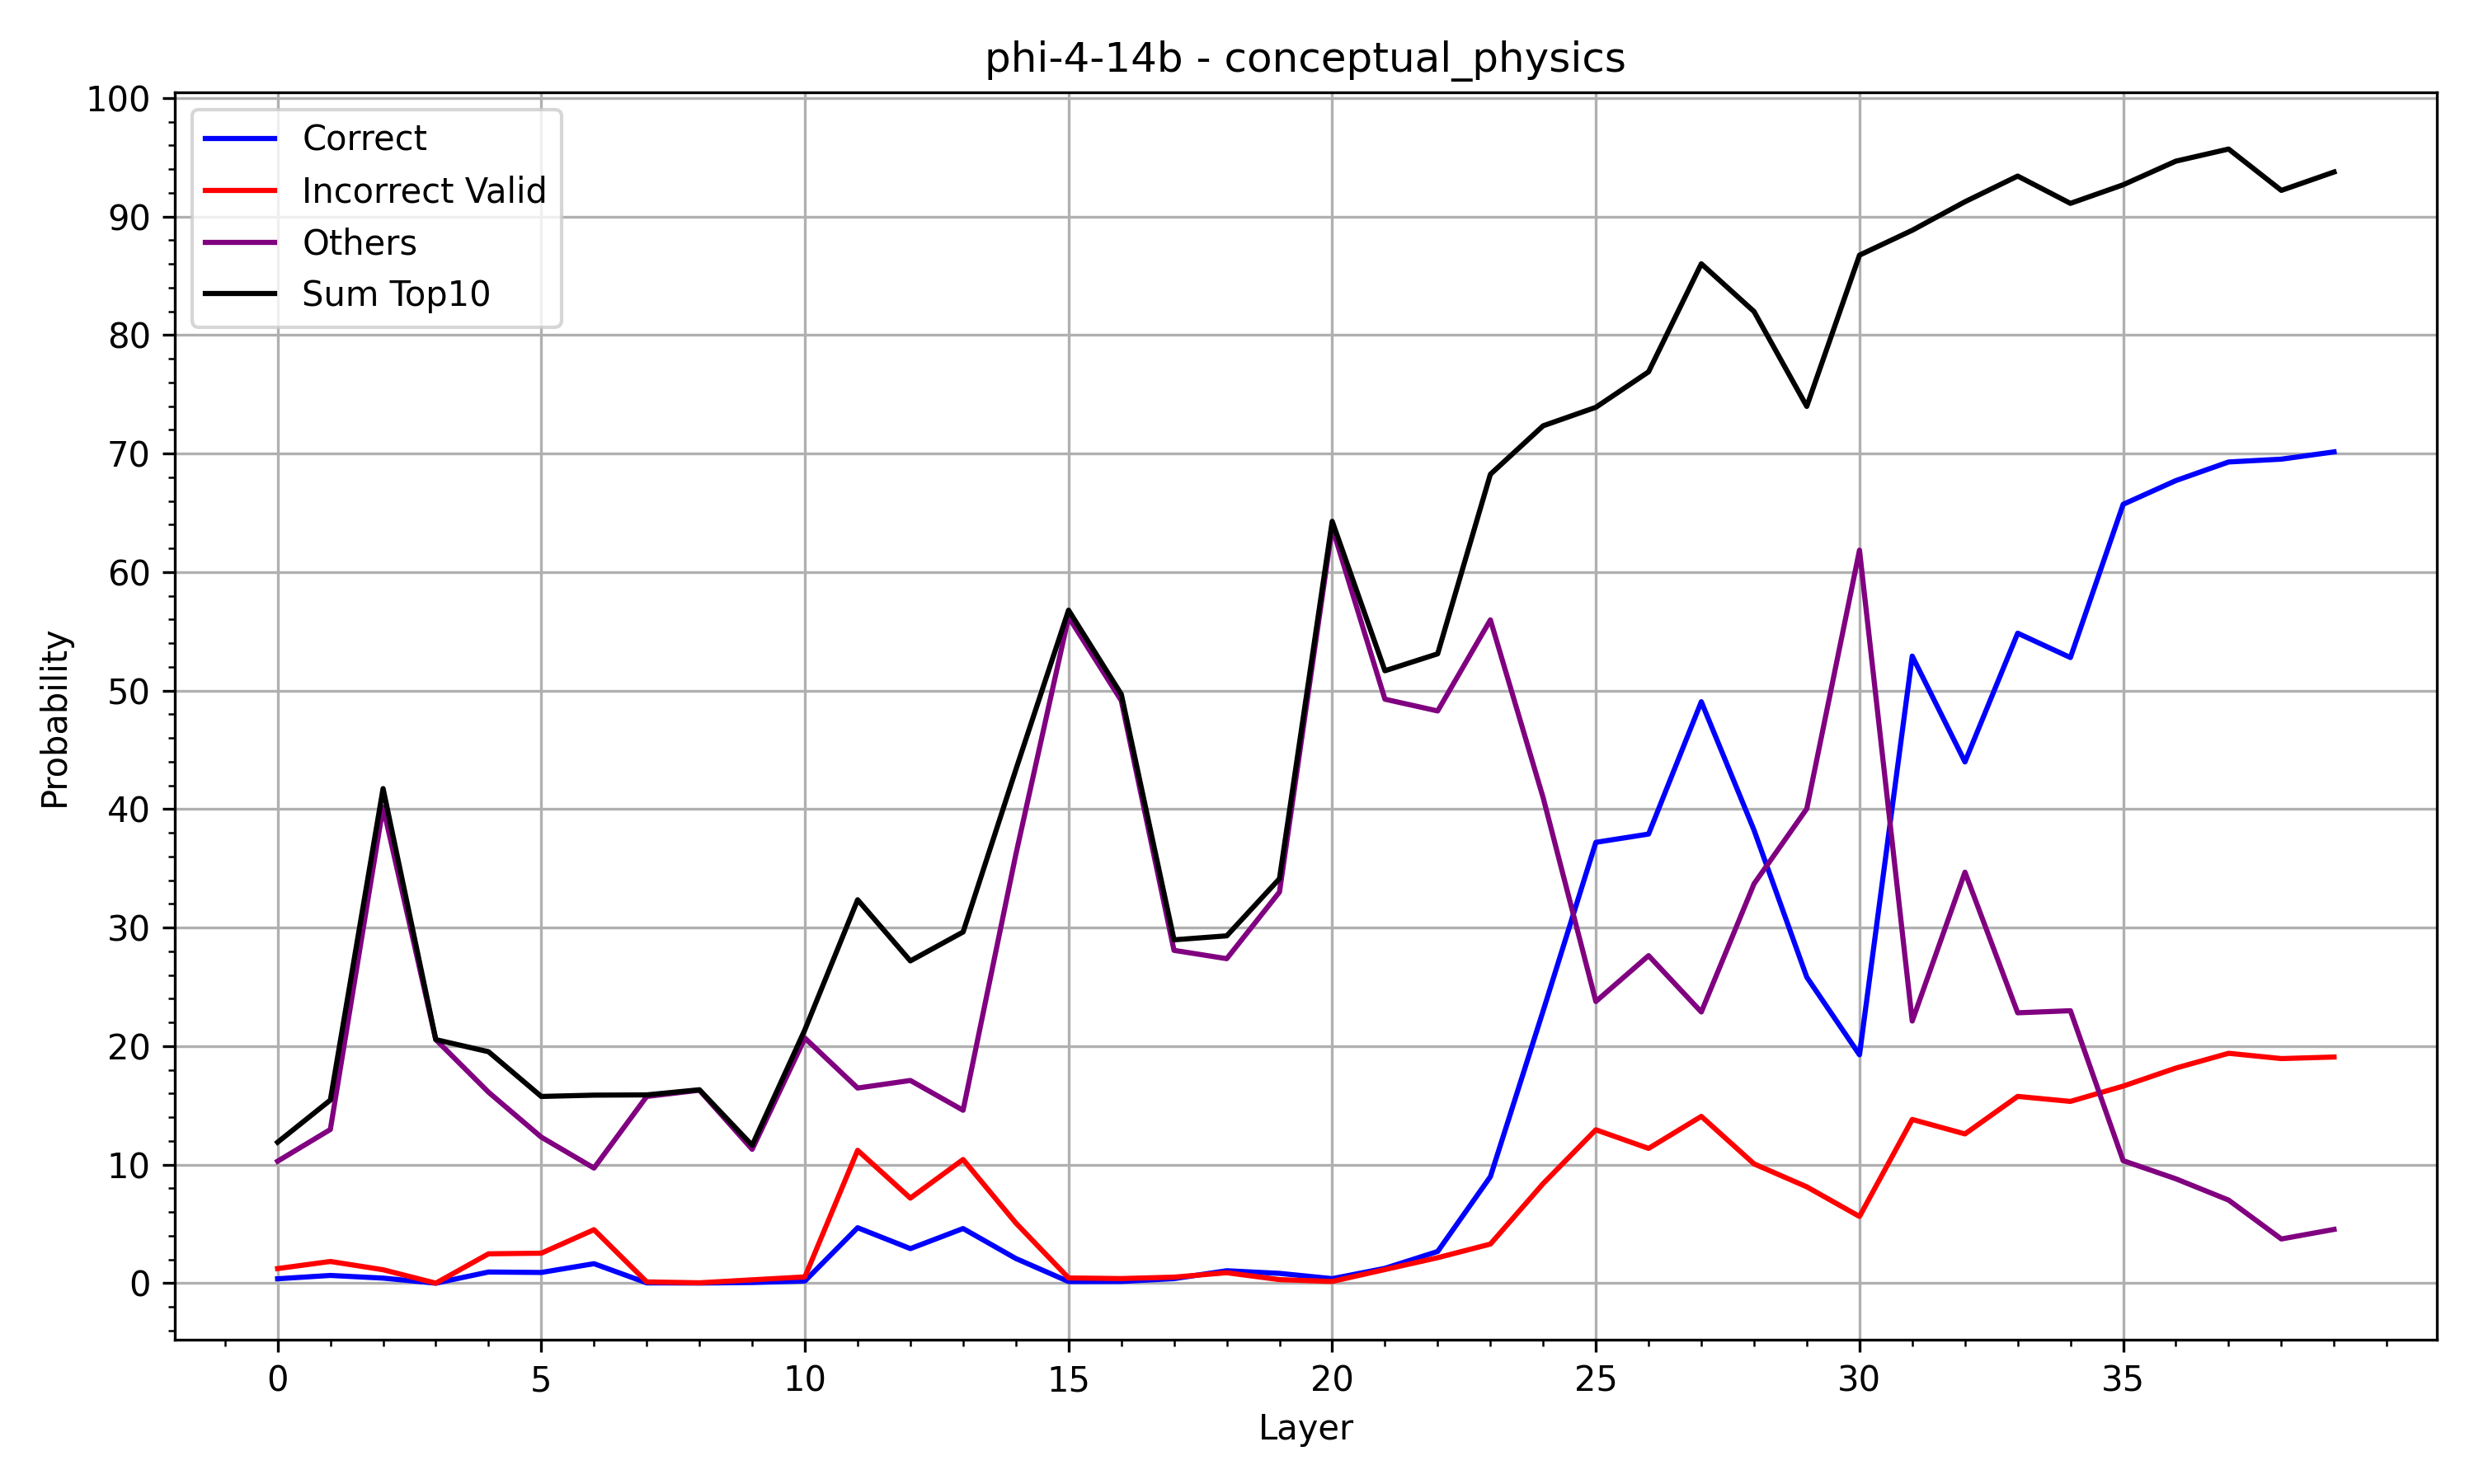 phi-4-14b - conceptual_physics
100
90
80
70
60
50
40
30
20
10
0
Probability
Correct
Incorrect Valid
Others
Sum Top10
0 5 10 15 20 25 30 35
Layer